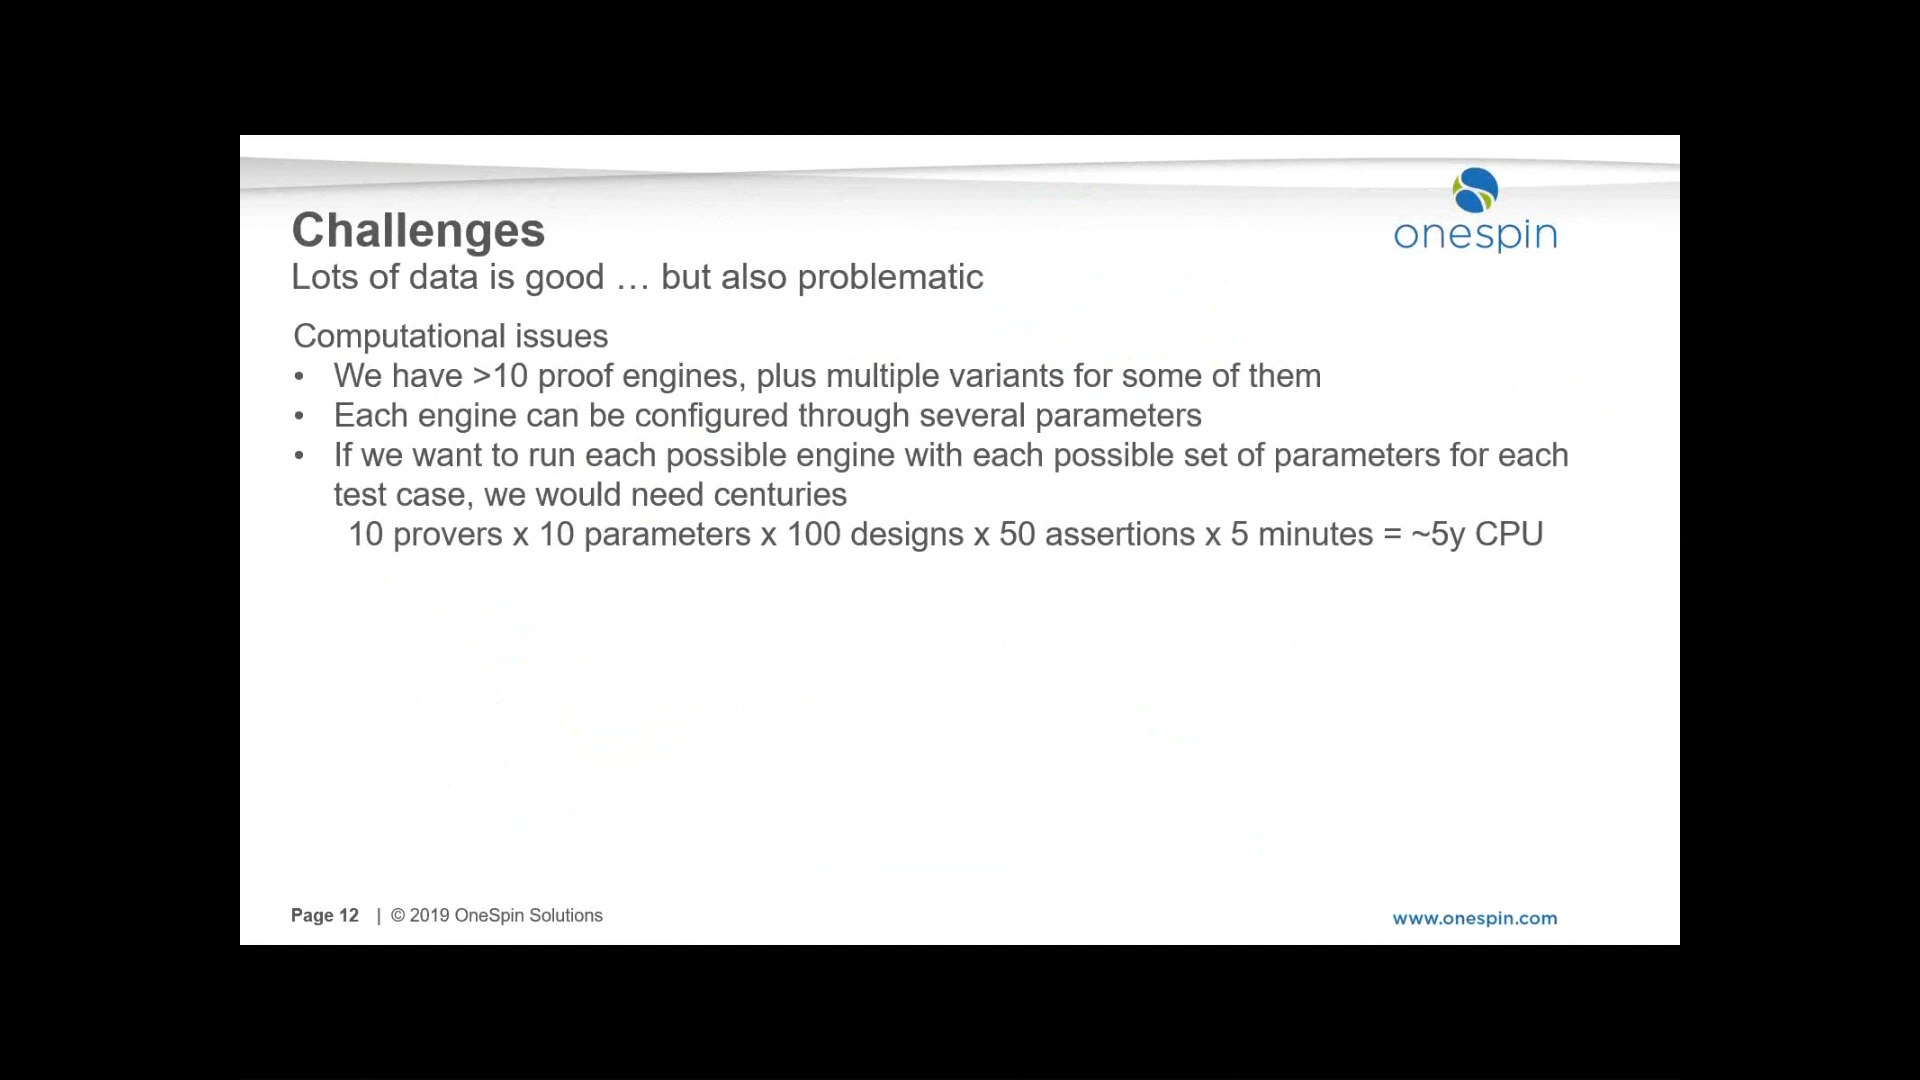 onespin
Challenges
Lots of data is good … but also problematic
Computational issues
• We have >10 proof engines, plus multiple variants for some of them
• Each engine can be configured through several parameters
• If we want to run each possible engine with each possible set of parameters for each
test case, we would need centuries
10 provers x 10 parameters x 100 designs x 50 assertions x 5 minutes = ~5y CPU
Page 12 | © 2019 OneSpin Solutions
www.onespin.com